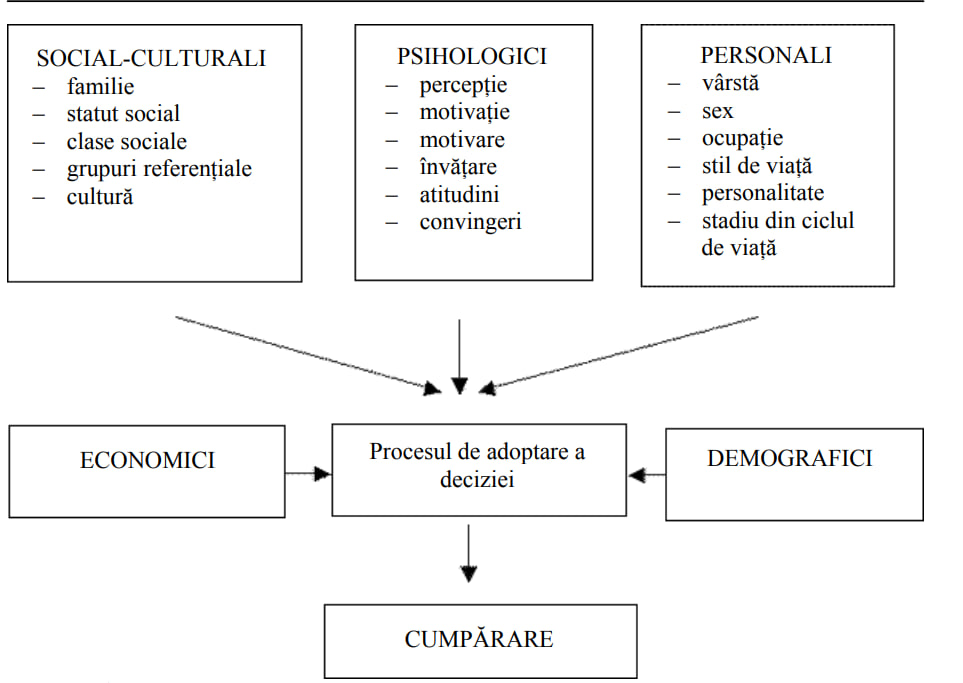 SOCIAL-CULTURALI
– familie
– statut social
– clase sociale
– grupuri referențiale
– cultură
PSIHOLOGICI
– percepție
– motivație
– motivare
– învățare
– atitudini
– convingeri
PERSONALI
– vârstă
– sex
– ocupație
– stil de viață
– personalitate
– stadiu din ciclul
de viață
ECONOMICI
Procesul de adoptare a
deciziei
DEMOGRAFICI
CUMPĂRARE